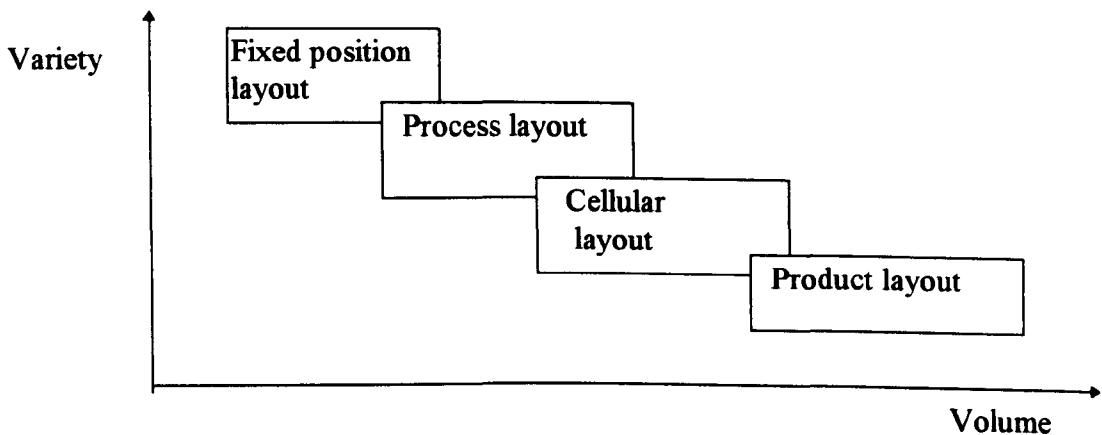 Variety
Fixed position
layout
Process layout
Cellular
layout
Product layout
Volume